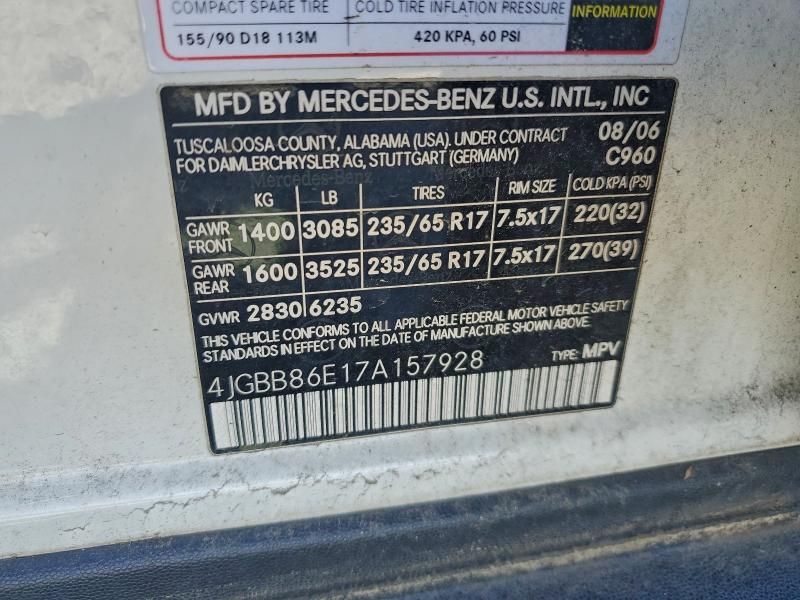 COMPACT SPARE TIRE COLD TIRE INFLATION PRESSURE
INFORMATION
155/90 D18 113M 420 KPA, 60 PSI
MFD BY MERCEDES-BENZ U.S. INTL., INC
TUSCALOOSA COUNTY, ALABAMA (USA). UNDER CONTRACT 08/06
FOR DAIMLERCHRYSLER AG, STUTTGART (GERMANY) C960
KG LB TIRES RIM SIZE COLD KPA (PSI)
GAWR FRONT 1400 3085 235/65 R17 7.5x17 220(32)
GAWR REAR 1600 3525 235/65 R17 7.5x17 270(39)
GVWR 2830 6235
THIS VEHICLE CONFORMS TO ALL APPLICABLE FEDERAL MOTOR VEHICLE SAFETY
STANDARDS IN EFFECT ON THE DATE OF MANUFACTURE SHOWN ABOVE.
4JGBB86E17A157928 TYPE: MPV